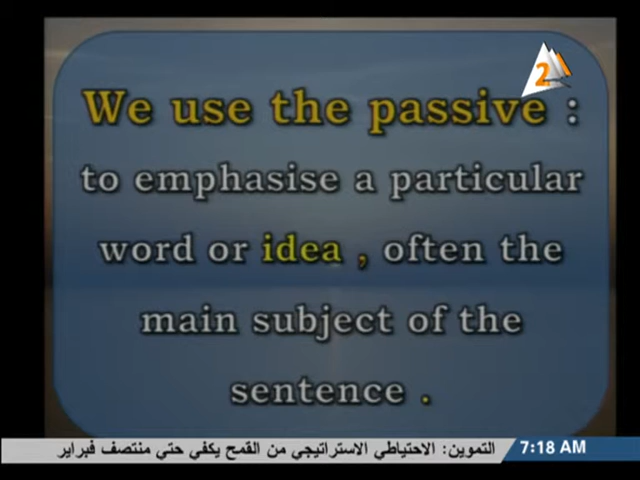 2
We use the passive :
to emphasise a particular
word or idea , often the
main subject of the
sentence .
التموين: الاحتياطي الاستراتيجي من القمح يكفي حتي منتصف فبراير
7:18 AM